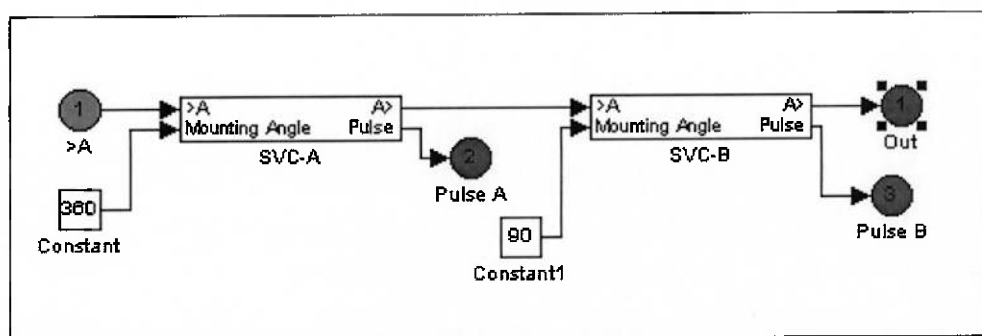 1
>A
360
Constant
>A A>
Mounting Angle Pulse
SVC-A
2
Pulse A
90
Constant1
>A A>
Mounting Angle Pulse
SVC-B
1
Out
3
Pulse B